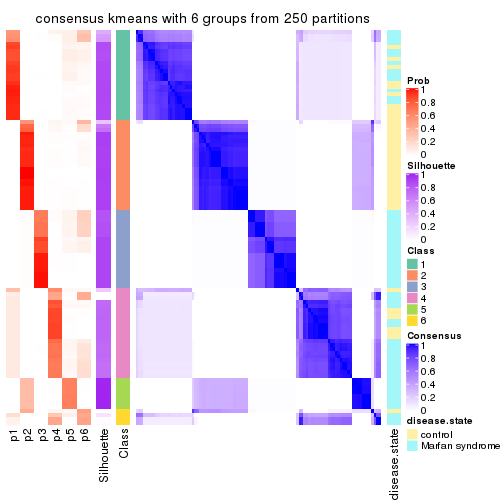 consensus kmeans with 6 groups from 250 partitions
Prob
1
0.8
0.6
0.4
0.2
0
Silhouette
1
0.8
0.6
0.4
0.2
0
Class
1
2
3
4
5
6
Consensus
1
0.8
0.6
0.4
0.2
0
disease.state
control
Marfan syndrome
p1
p2
p3
p4
p5
p6
Silhouette
Class
disease.state